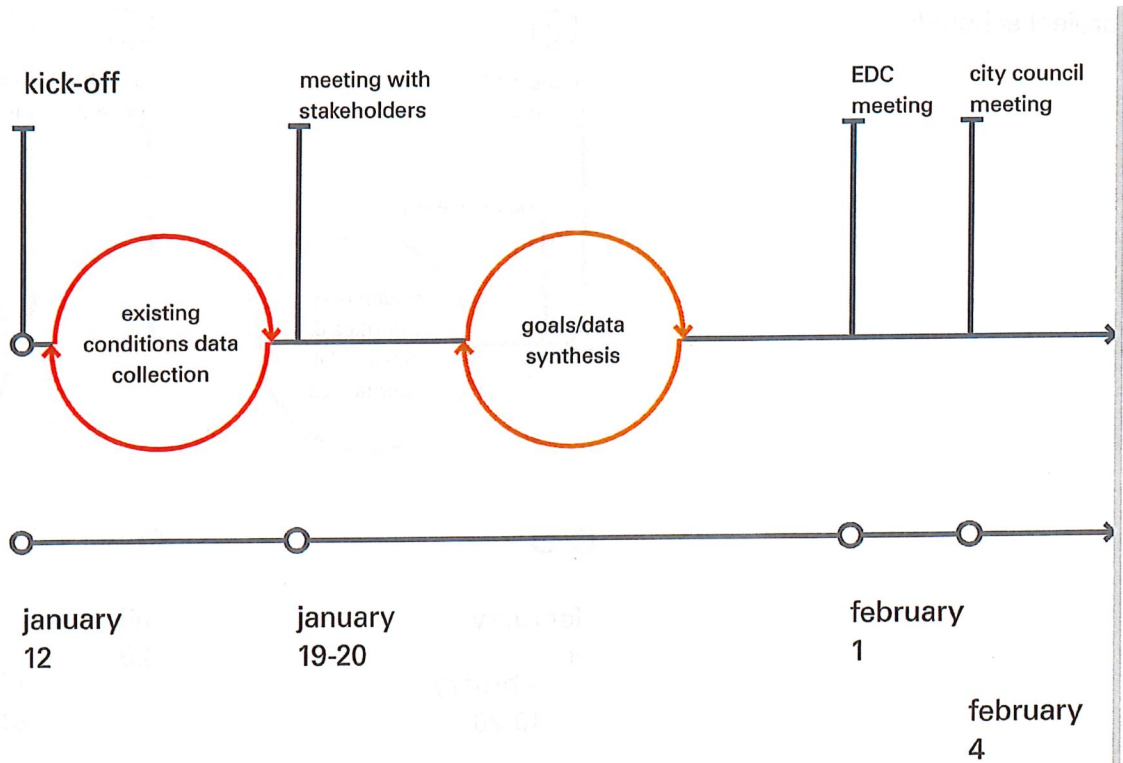 kick-off
meeting with
stakeholders
EDC
meeting
city council
meeting
existing
conditions data
collection
goals/data
synthesis
january
12
january
19-20
february
1
february
4